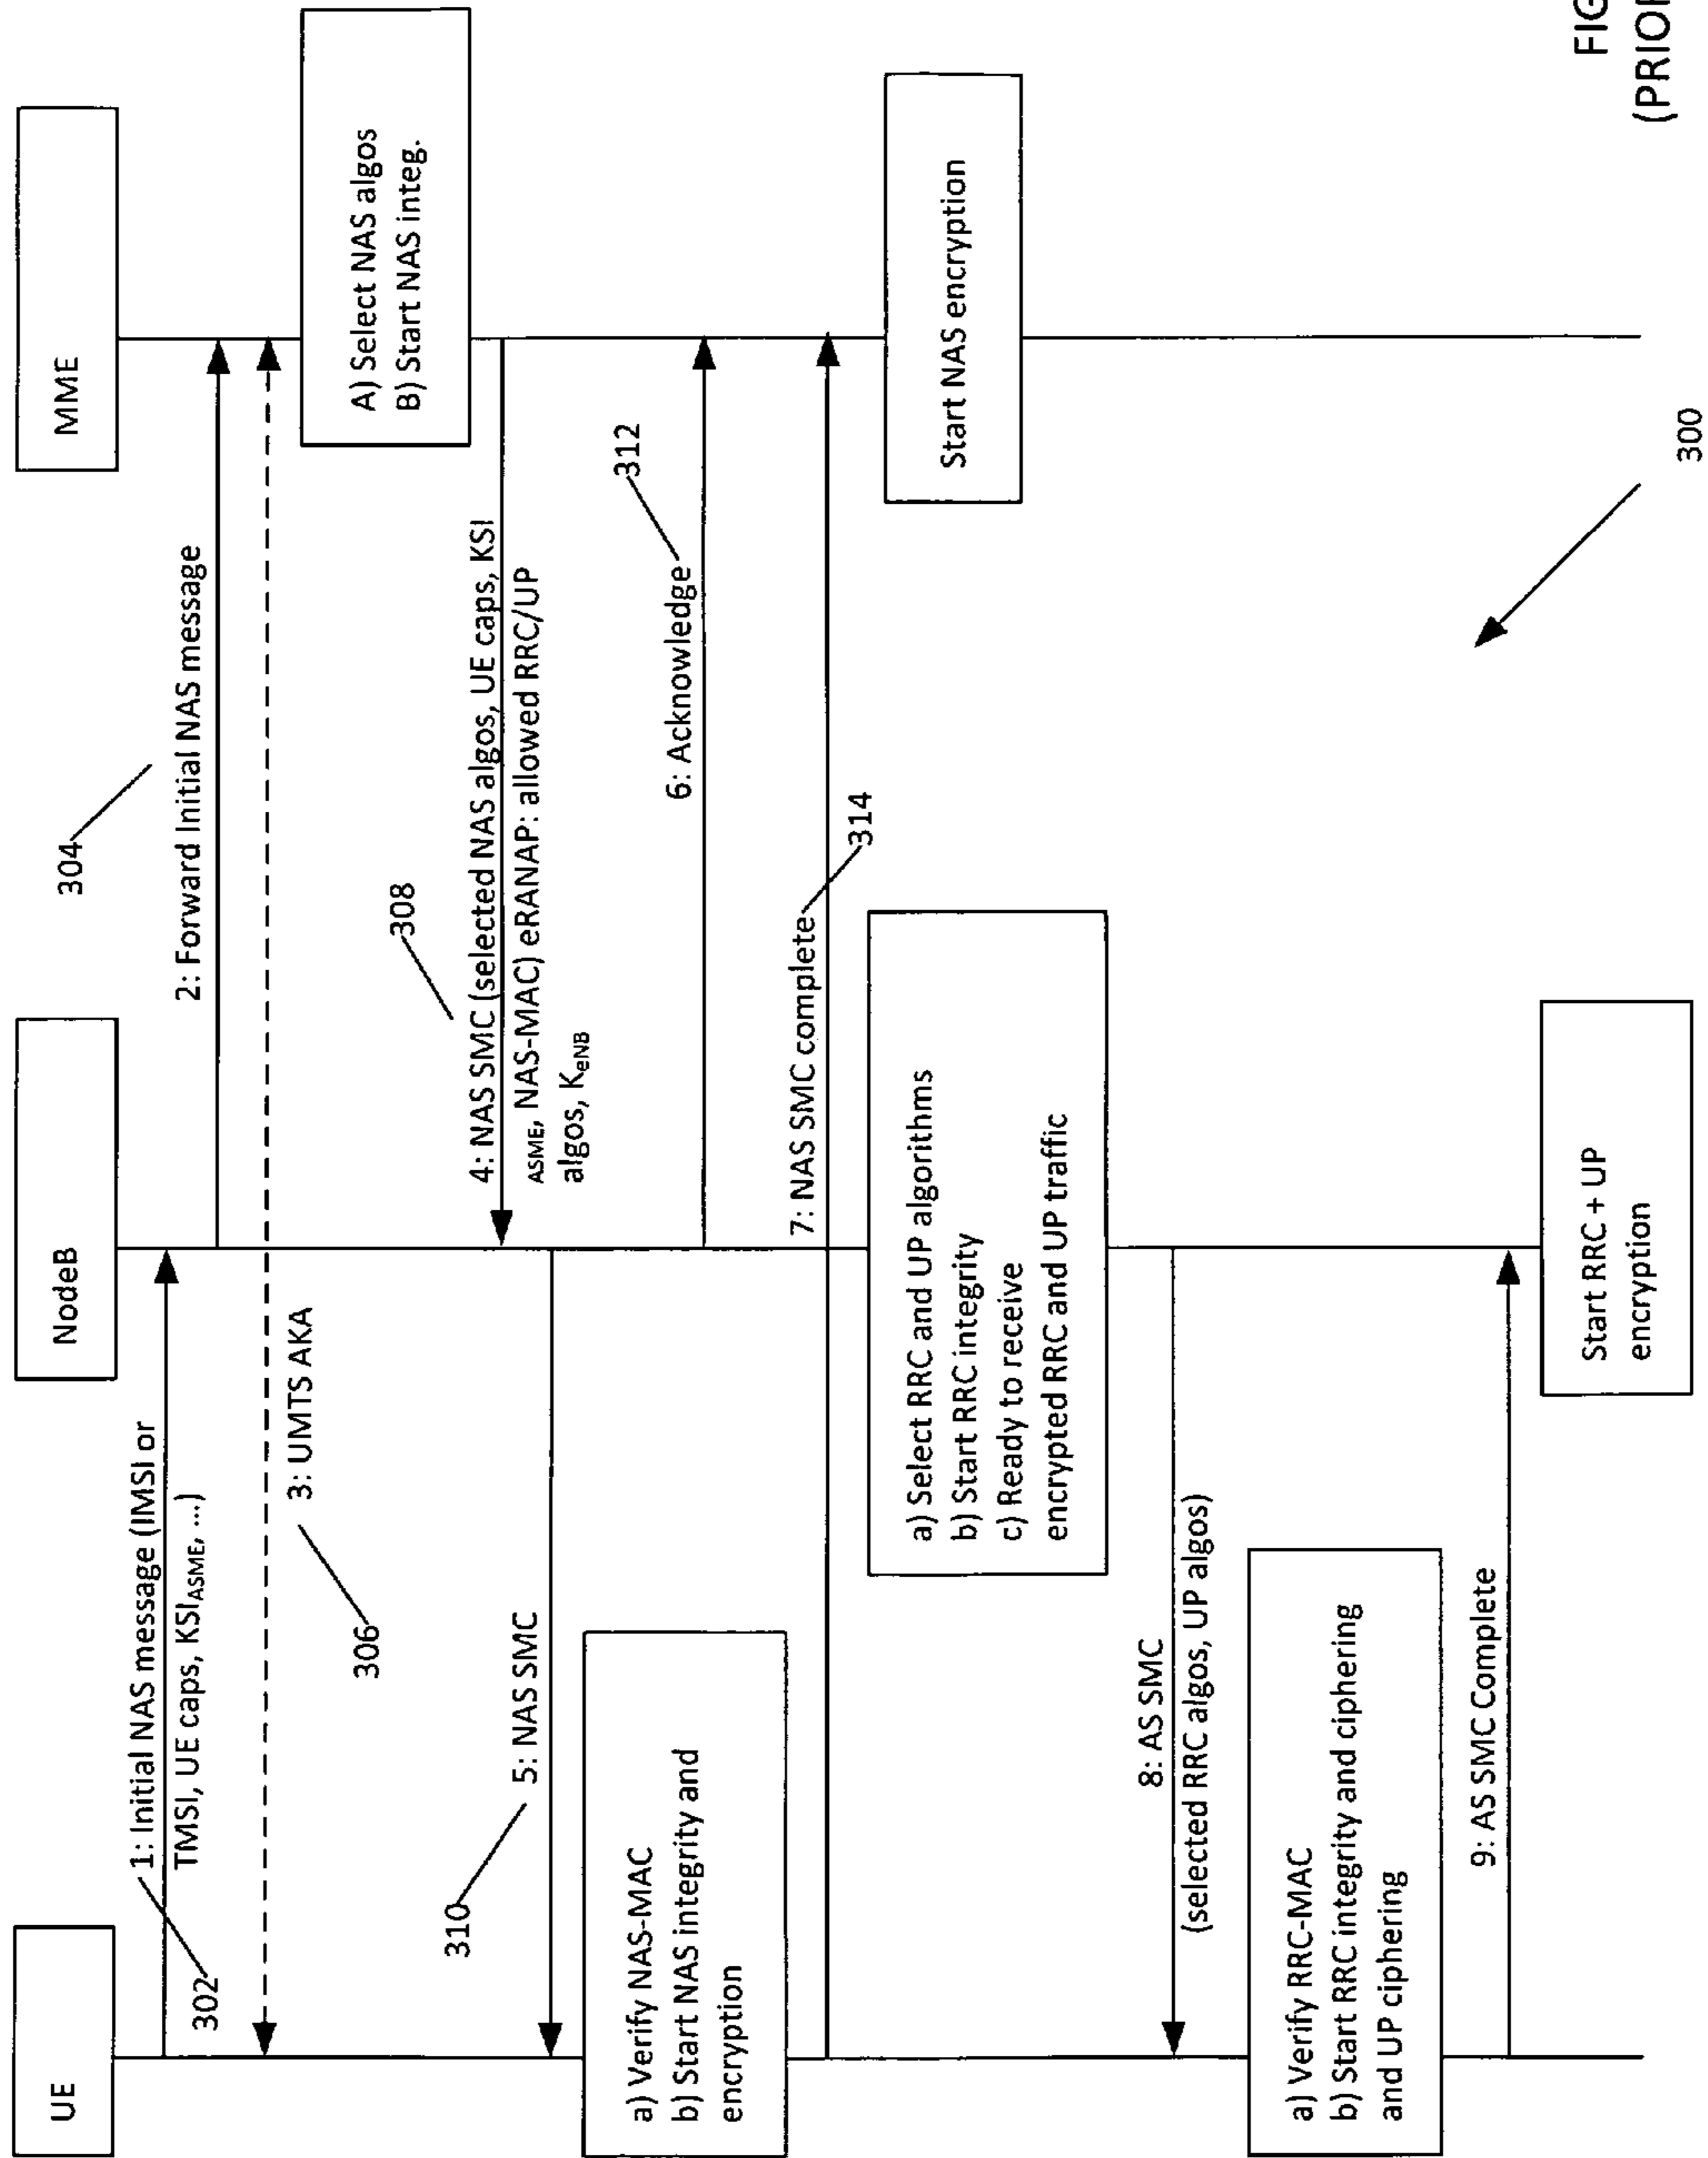 UE
NodeB
MME
302
1: Initial NAS message (IMSI or
TMSI, UE caps, KSIASME, ...)
304
2: Forward Initial NAS message
3: UMTS AKA
306
A) Select NAS algos
B) Start NAS integ.
308
4: NAS SMC (selected NAS algos, UE caps, KSI
ASME, NAS-MAC) eRANAP: allowed RRC/UP
algos, KeNB
310
5: NAS SMC
a) Verify NAS-MAC
b) Start NAS integrity and
encryption
6: Acknowledge
312
7: NAS SMC complete
314
a) Select RRC and UP algorithms
b) Start RRC integrity
c) Ready to receive
encrypted RRC and UP traffic
Start NAS encryption
8: AS SMC
(selected RRC algos, UP algos)
a) Verify RRC-MAC
b) Start RRC integrity and ciphering
and UP ciphering
9: AS SMC Complete
Start RRC + UP
encryption
300
FIG
(PRIOR